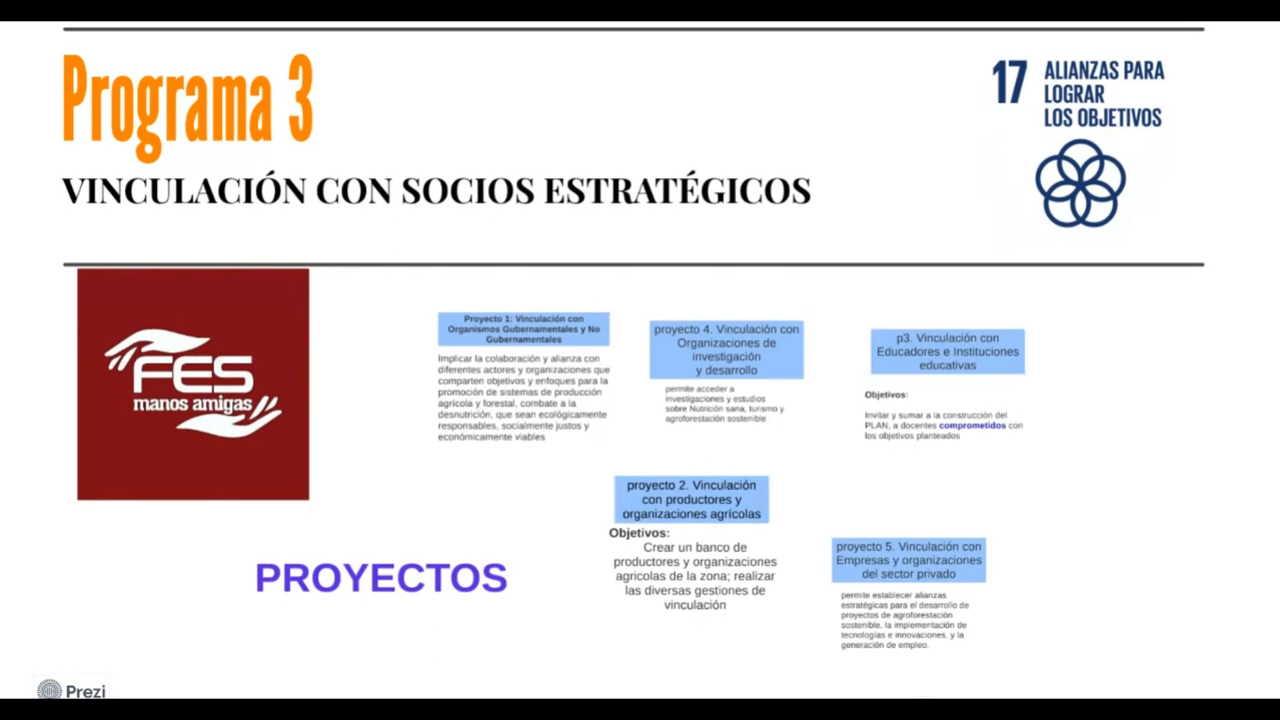 Programa 3
VINCULACIÓN CON SOCIOS ESTRATÉGICOS
17 ALIANZAS PARA
LOGRAR
LOS OBJETIVOS
FES
manos amigas
Proyecto 1: Vinculación con
Organismos Gubernamentales y No
Gubernamentales
Implicar la colaboración y alianza con
diferentes actores y organizaciones que
comparten objetivos y enfoques para la
promoción de sistemas de producción
agrícola y forestal, combate a la
desnutrición, que sean ecológicamente
responsables, socialmente justos y
económicamente viables
proyecto 4. Vinculación con
Organizaciones de
investigación
y desarrollo
permite acceder a
investigaciones y estudios
sobre Nutrición sana, turismo y
agroforestación sostenible
p3. Vinculación con
Educadores e Instituciones
educativas
Objetivos:
Invitar y sumar a la construcción del
PLAN, a docentes comprometidos con
los objetivos planteados
proyecto 2. Vinculación
con productores y
organizaciones agrícolas
Objetivos:
Crear un banco de
productores y organizaciones
agricolas de la zona; realizar
las diversas gestiones de
vinculación
proyecto 5. Vinculación con
Empresas y organizaciones
del sector privado
permite establecer alianzas
estratégicas para el desarrollo de
proyectos de agroforestación
sostenible, la implementación de
tecnologías e innovaciones, y la
generación de empleo.
PROYECTOS
Prezi